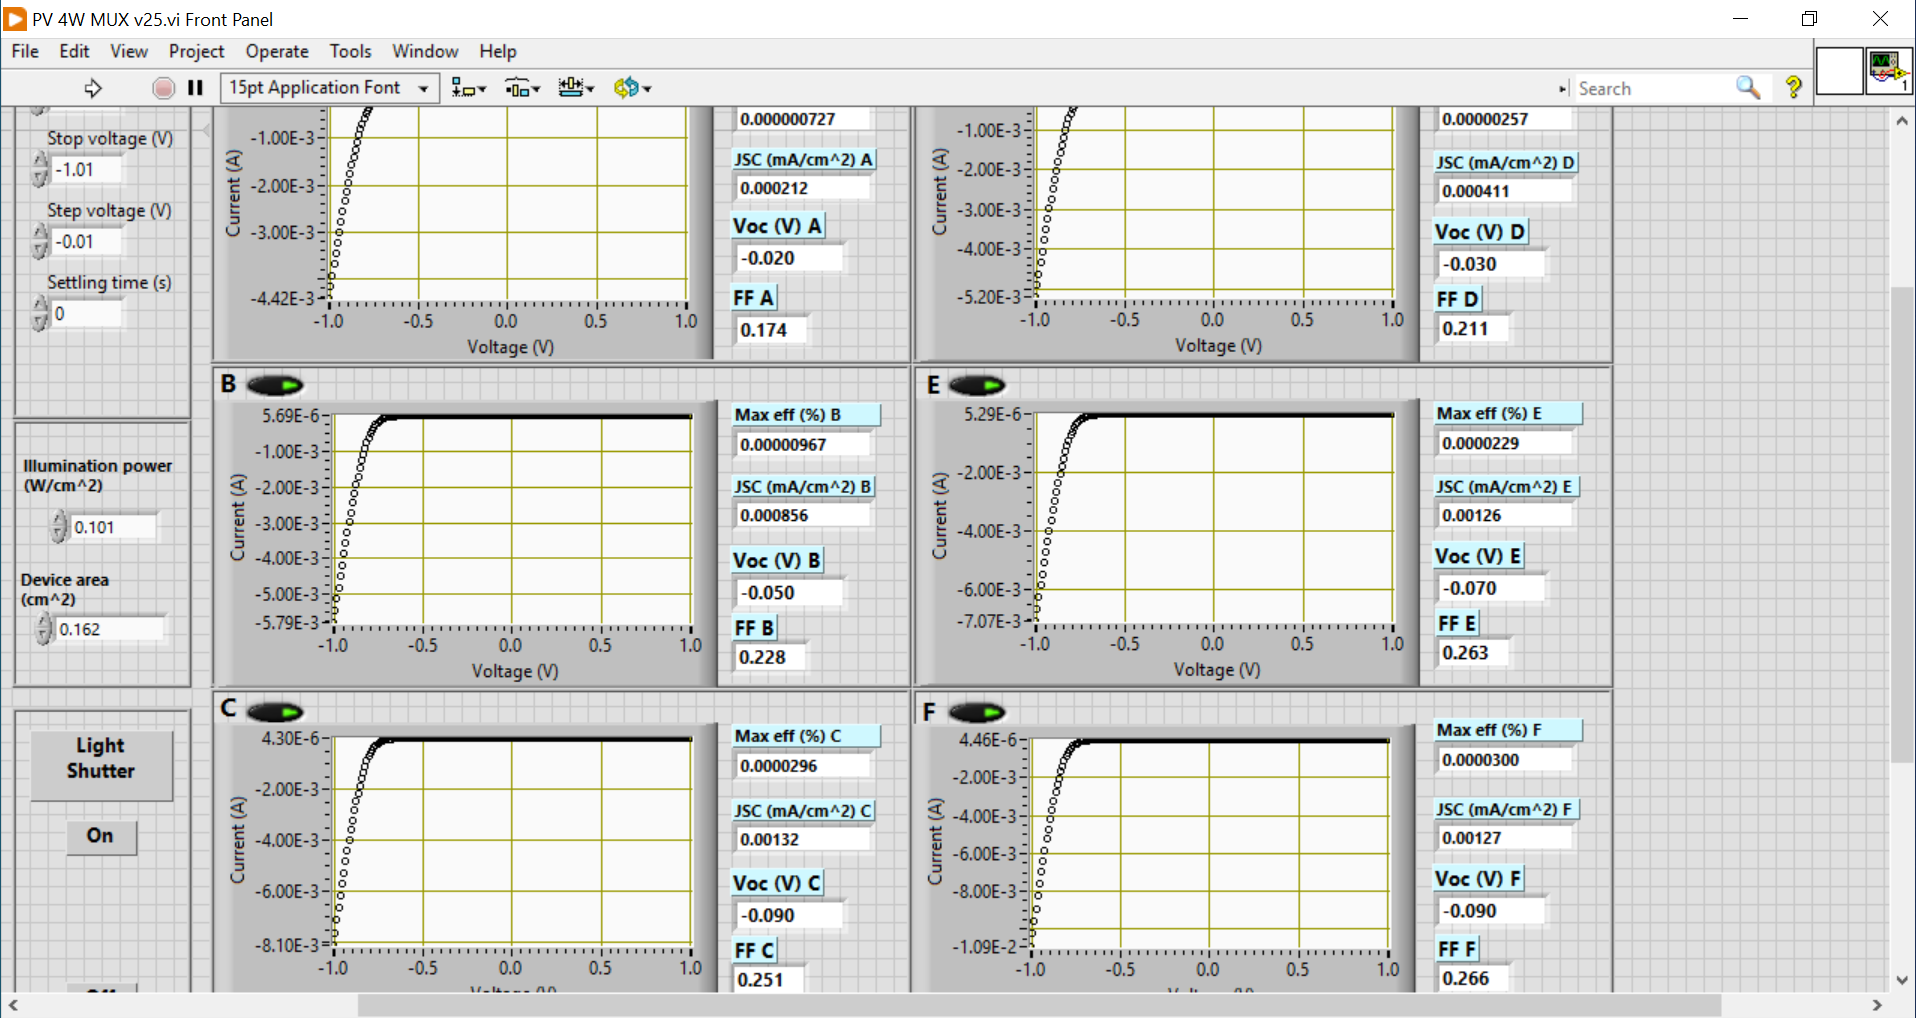 PV 4W MUX v25.vi Front Panel
File Edit View Project Operate Tools Window Help
15pt Application Font
Search
?
1
Stop voltage (V)
-1.01
Step voltage (V)
-0.01
Settling time (s)
0
Illumination power
(W/cm^2)
0.101
Device area
(cm^2)
0.162
Light
Shutter
On
-1.00E-3
-2.00E-3
-3.00E-3
-4.42E-3
Current (A)
-1.0 -0.5 0.0 0.5 1.0
Voltage (V)
0.000000727
JSC (mA/cm^2) A
0.000212
Voc (V) A
-0.020
FF A
0.174
-1.00E-3
-2.00E-3
-3.00E-3
-4.00E-3
-5.20E-3
Current (A)
-1.0 -0.5 0.0 0.5 1.0
Voltage (V)
0.00000257
JSC (mA/cm^2) D
0.000411
Voc (V) D
-0.030
FF D
0.211
B
5.69E-6
-1.00E-3
-2.00E-3
-3.00E-3
-4.00E-3
-5.00E-3
-5.79E-3
Current (A)
-1.0 -0.5 0.0 0.5 1.0
Voltage (V)
Max eff (%) B
0.00000967
JSC (mA/cm^2) B
0.000856
Voc (V) B
-0.050
FF B
0.228
E
5.29E-6
-2.00E-3
-4.00E-3
-6.00E-3
-7.07E-3
Current (A)
-1.0 -0.5 0.0 0.5 1.0
Voltage (V)
Max eff (%) E
0.0000229
JSC (mA/cm^2) E
0.00126
Voc (V) E
-0.070
FF E
0.263
C
4.30E-6
-2.00E-3
-4.00E-3
-6.00E-3
-8.10E-3
Current (A)
-1.0 -0.5 0.0 0.5 1.0
Max eff (%) C
0.0000296
JSC (mA/cm^2) C
0.00132
Voc (V) C
-0.090
FF C
0.251
F
4.46E-6
-2.00E-3
-4.00E-3
-6.00E-3
-8.00E-3
-1.09E-2
Current (A)
-1.0 -0.5 0.0 0.5 1.0
Max eff (%) F
0.0000300
JSC (mA/cm^2) F
0.00127
Voc (V) F
-0.090
FF F
0.266